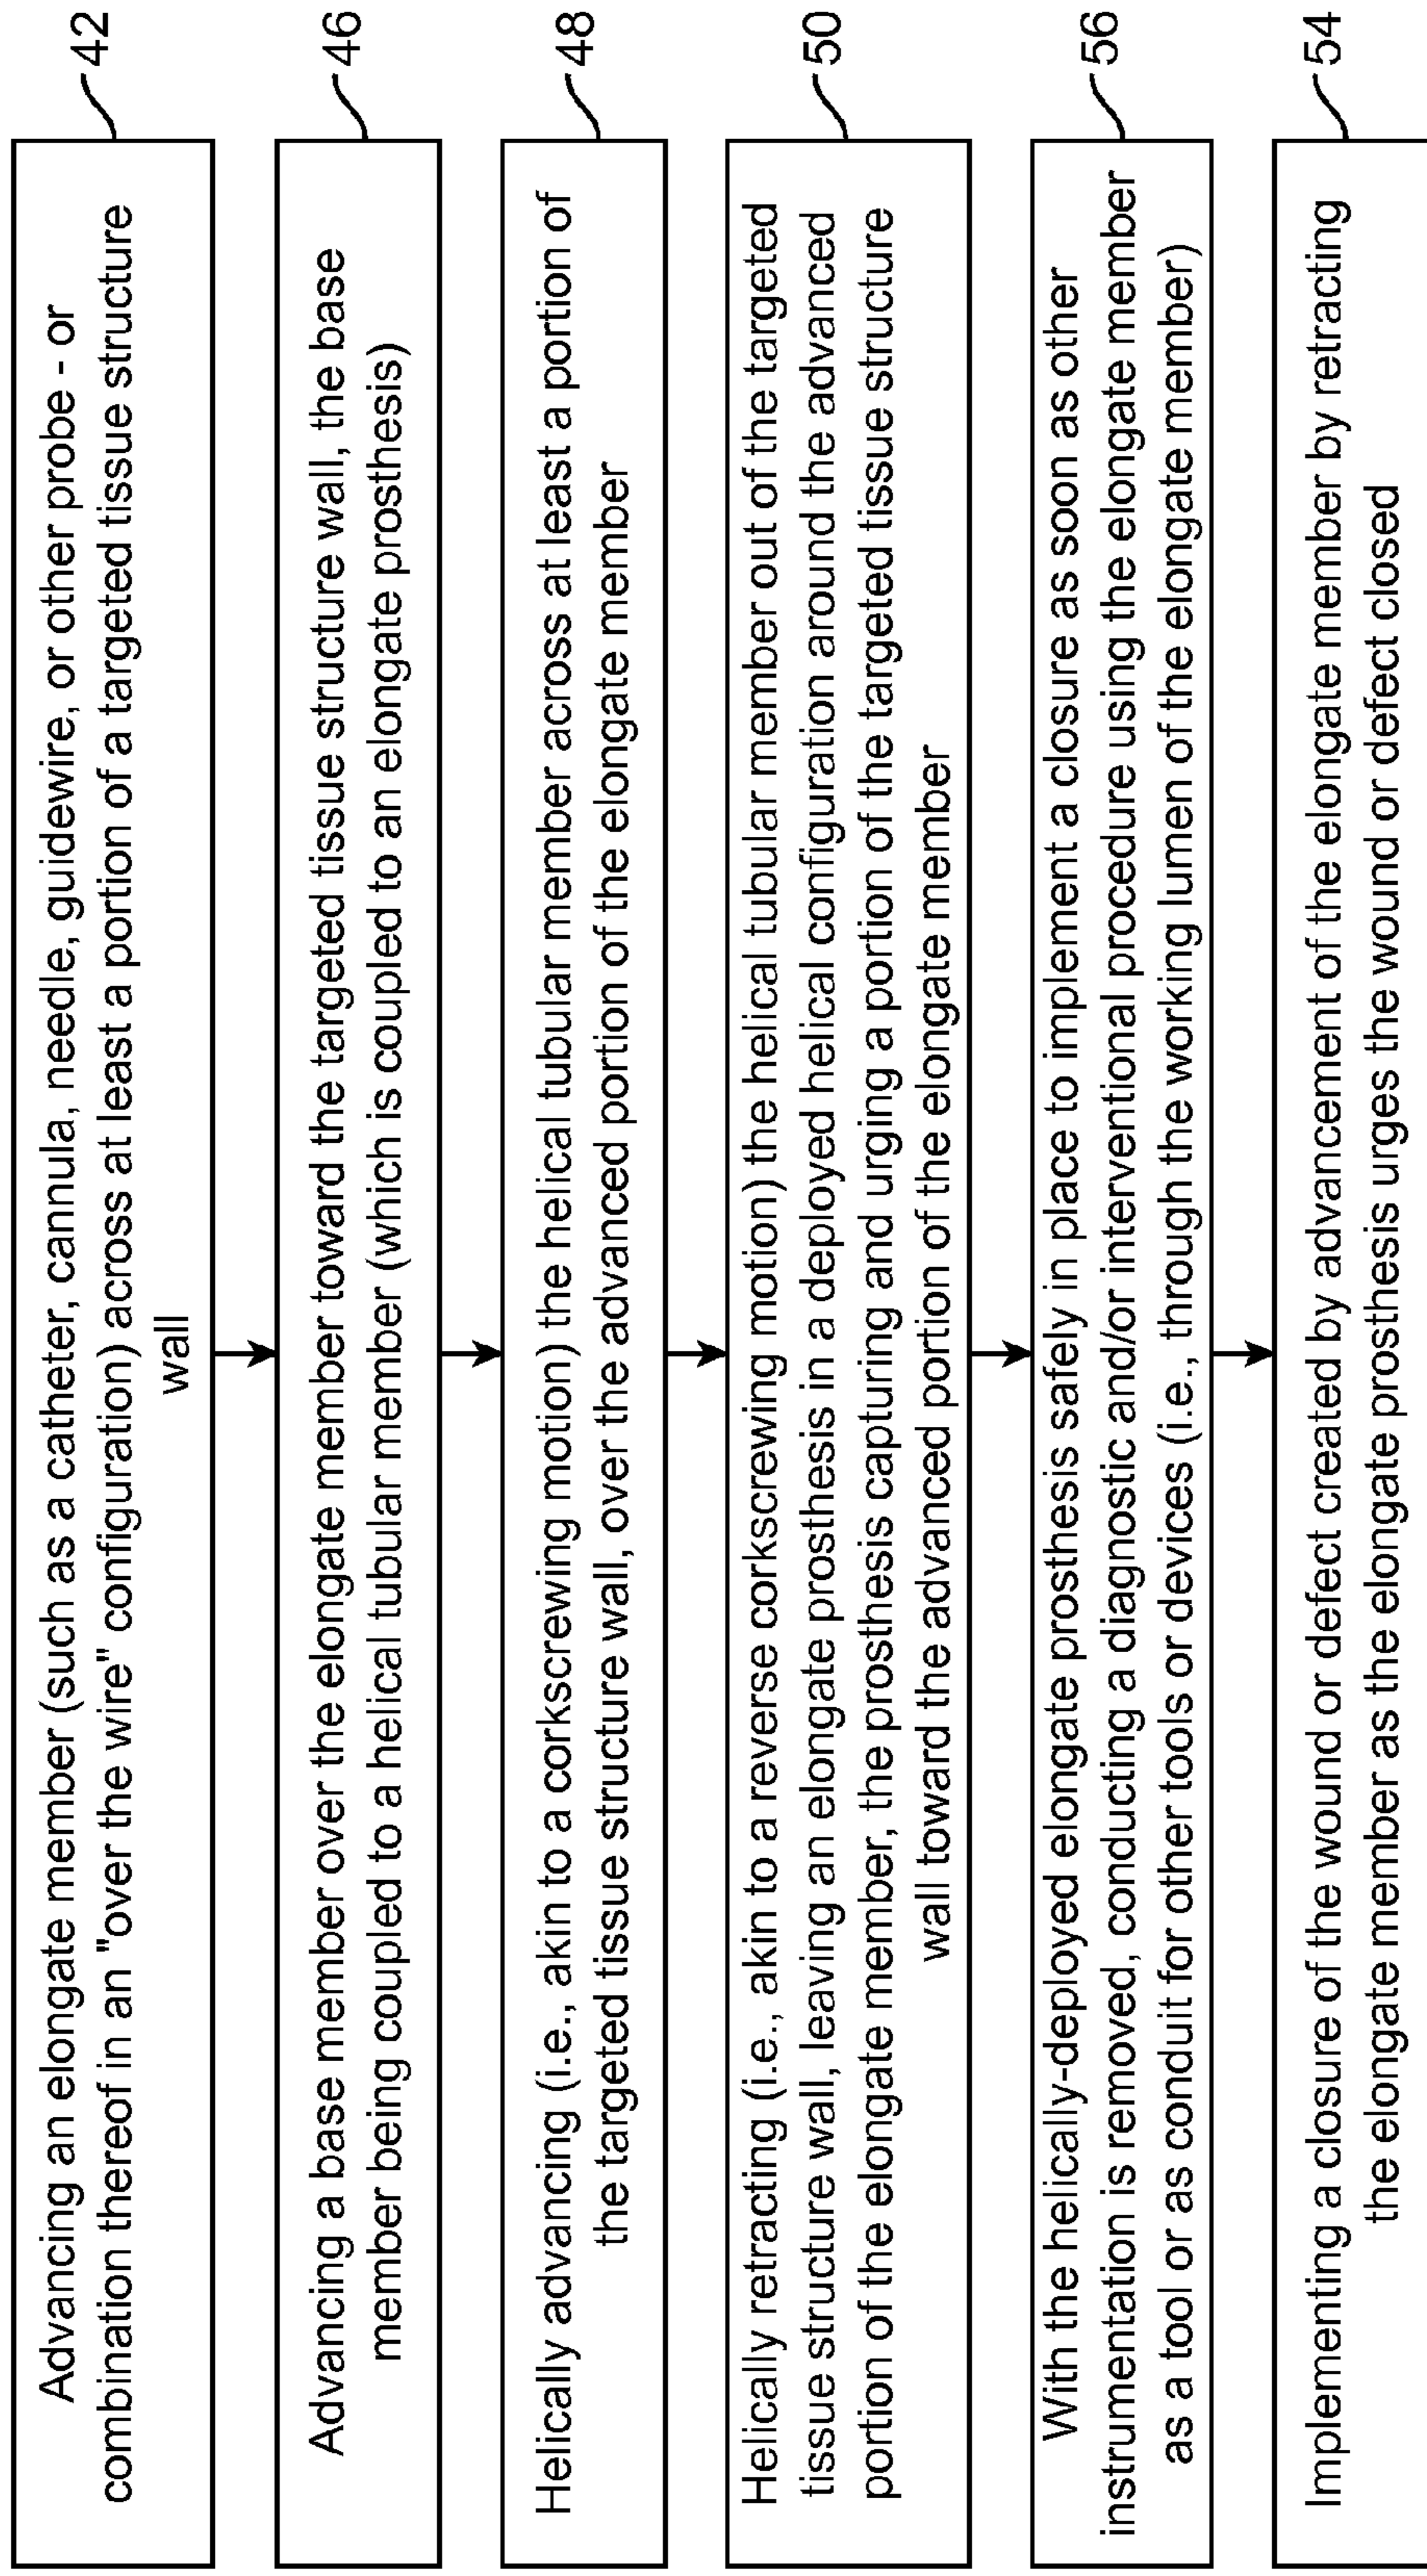 Advancing an elongate member (such as a catheter, cannula, needle, guidewire, or other probe - or
combination thereof in an "over the wire" configuration) across at least a portion of a targeted tissue structure
wall
42
Advancing a base member over the elongate member toward the targeted tissue structure wall, the base
member being coupled to a helical tubular member (which is coupled to an elongate prosthesis)
46
Helically advancing (i.e., akin to a corkscrewing motion) the helical tubular member across at least a portion of
the targeted tissue structure wall, over the advanced portion of the elongate member
48
Helically retracting (i.e., akin to a reverse corkscrewing motion) the helical tubular member out of the targeted
tissue structure wall, leaving an elongate prosthesis in a deployed helical configuration around the advanced
portion of the elongate member, the prosthesis capturing and urging a portion of the targeted tissue structure
wall toward the advanced portion of the elongate member
50
With the helically-deployed elongate prosthesis safely in place to implement a closure as soon as other
instrumentation is removed, conducting a diagnostic and/or interventional procedure using the elongate member
as a tool or as conduit for other tools or devices (i.e., through the working lumen of the elongate member)
56
Implementing a closure of the wound or defect created by advancement of the elongate member by retracting
the elongate member as the elongate prosthesis urges the wound or defect closed
54